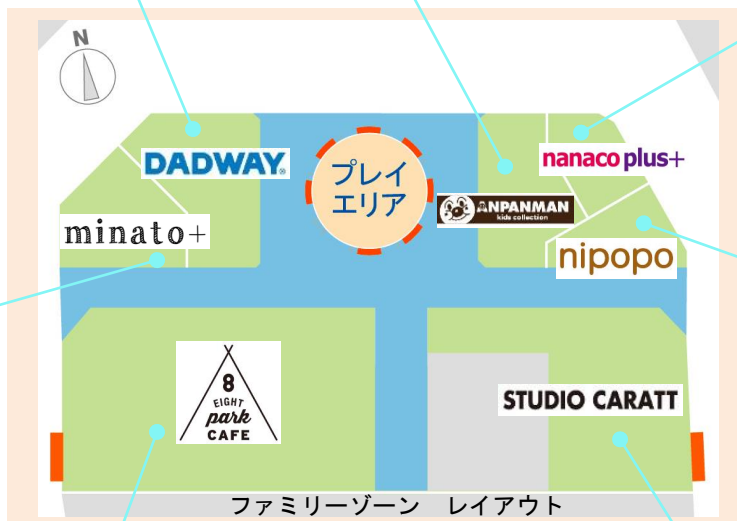 N
DADWAY®
プレイ
エリア
nanaco plus+
ANPANMAN
kids collection
minato+
nipopo
8
EIGHT
park
CAFE
STUDIO CARATT
ファミリーゾーン　レイアウト